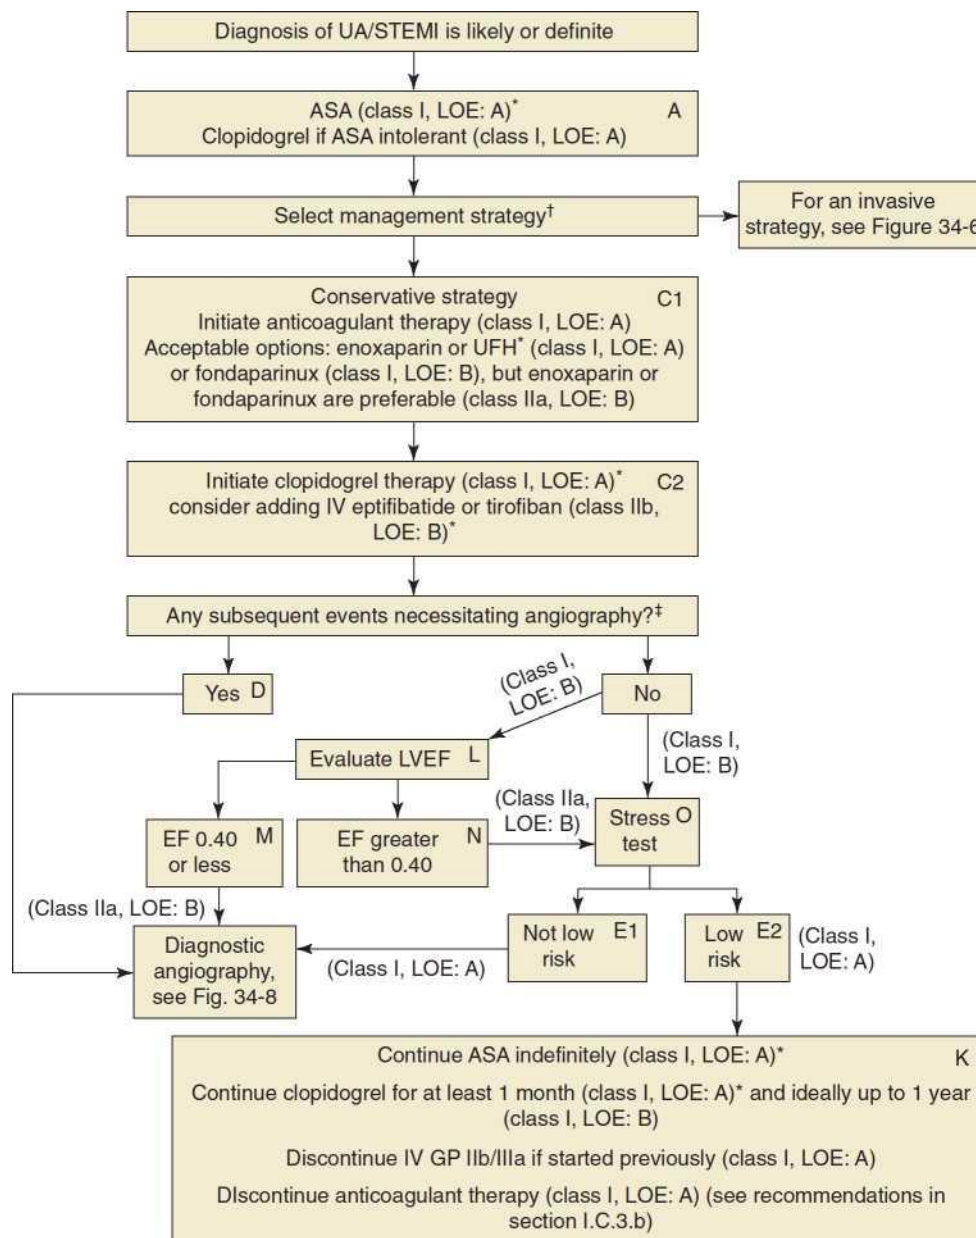 Diagnosis of UA/STEMI is likely or definite
ASA (class I, LOE: A)* A
Clopidogrel if ASA intolerant (class I, LOE: A)
Select management strategy†
For an invasive
strategy, see Figure 34-6
Conservative strategy C1
Initiate anticoagulant therapy (class I, LOE: A)
Acceptable options: enoxaparin or UFH* (class I, LOE: A)
or fondaparinux (class I, LOE: B), but enoxaparin or
fondaparinux are preferable (class IIa, LOE: B)
Initiate clopidogrel therapy (class I, LOE: A)* C2
consider adding IV eptifibatide or tirofiban (class IIb,
LOE: B)*
Any subsequent events necessitating angiography?‡
Yes D
(Class I,
LOE: B)
No
Evaluate LVEF L
(Class I,
LOE: B)
EF 0.40 M
or less
EF greater N
than 0.40
(Class IIa,
LOE: B)
Stress O
test
(Class IIa, LOE: B)
Diagnostic
angiography,
see Fig. 34-8
(Class I, LOE: A)
Not low E1
risk
Low E2
risk
(Class I,
LOE: A)
Continue ASA indefinitely (class I, LOE: A)* K
Continue clopidogrel for at least 1 month (class I, LOE: A)* and ideally up to 1 year
(class I, LOE: B)
Discontinue IV GP IIb/IIIa if started previously (class I, LOE: A)
DIscontinue anticoagulant therapy (class I, LOE: A) (see recommendations in
section I.C.3.b)